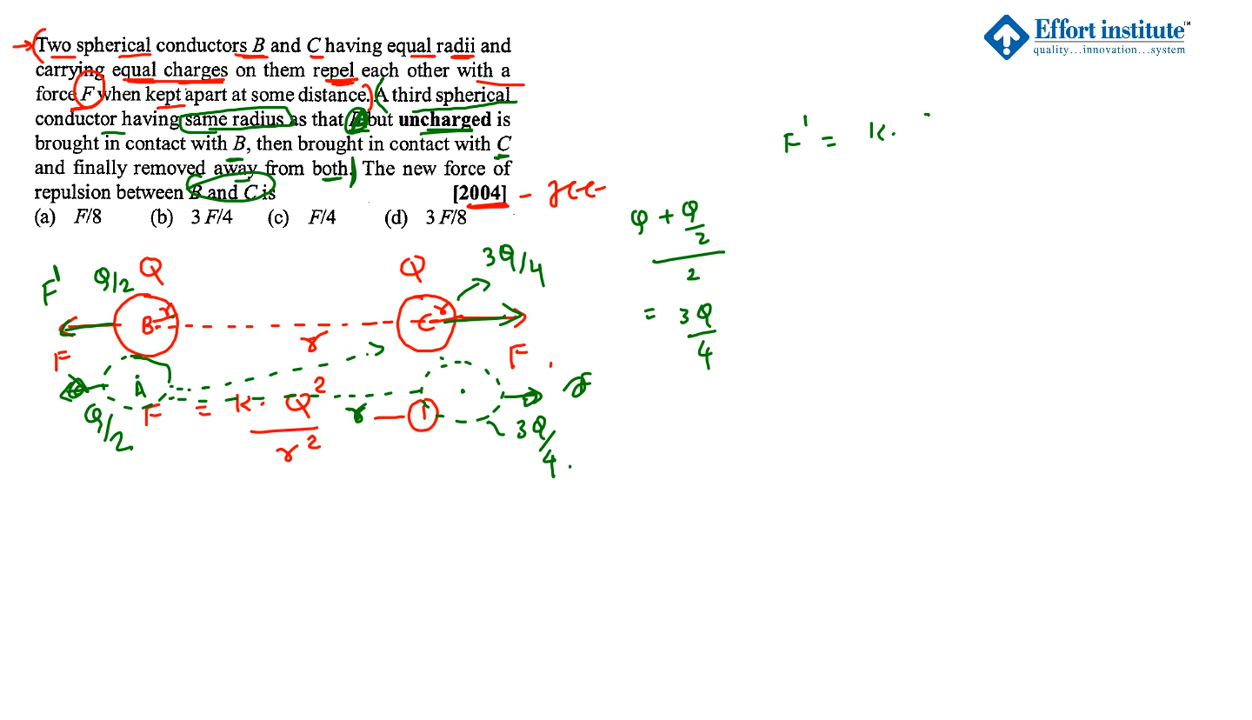 Effort institute™
quality...innovation...system
Two spherical conductors B and C having equal radii and
carrying equal charges on them repel each other with a
force F when kept apart at some distance. A third spherical
conductor having same radius as that but uncharged is
brought in contact with B, then brought in contact with C
and finally removed away from both. The new force of
repulsion between B and C is [2004] - JEE
(a) F/8 (b) 3 F/4 (c) F/4 (d) 3 F/8
F' = K.
Q + Q/2
2
= 3Q
4
F' Q/2 Q Q 3Q/4
B r r C r
F F
A
Q/2 F = K. Q² r 1 3Q/4
r²